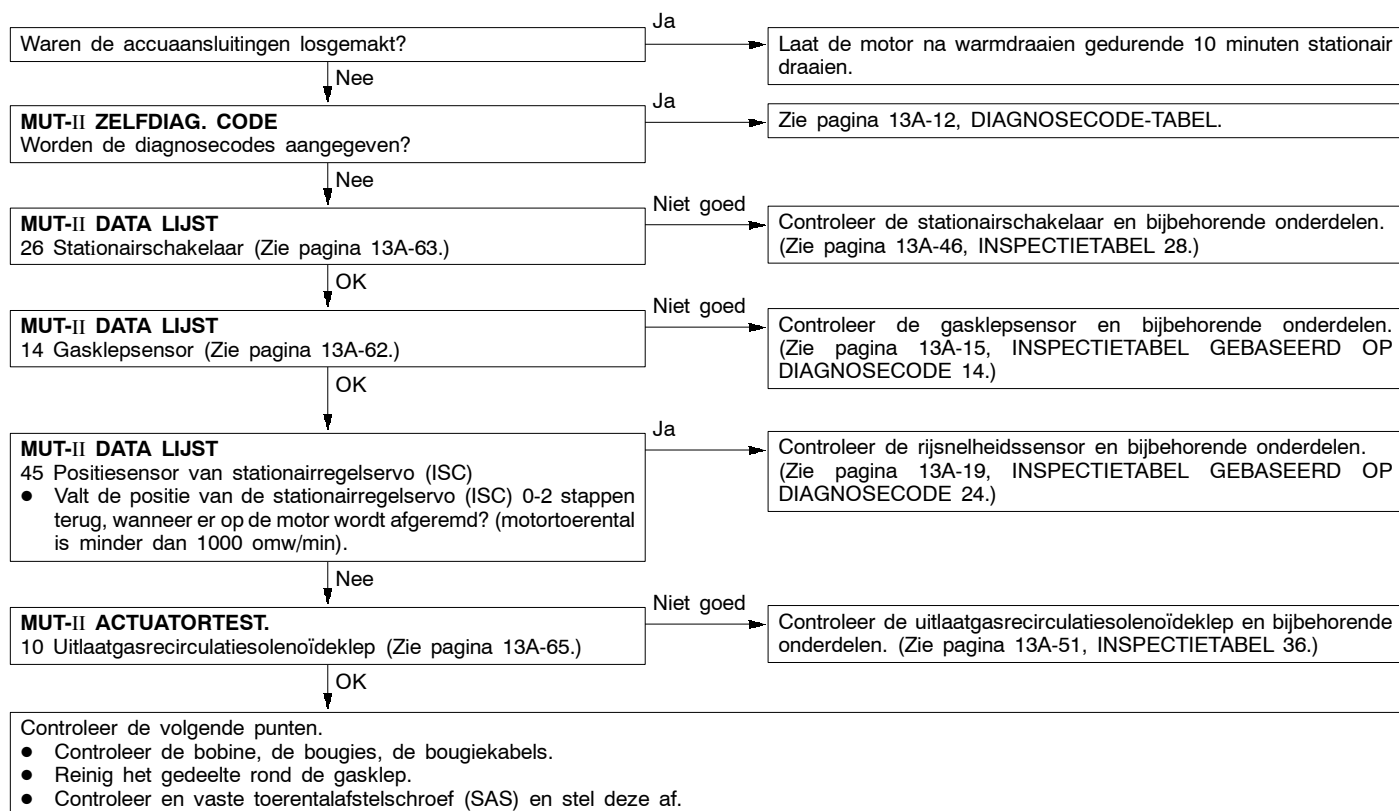 Waren de accuaansluitingen losgemakt?
Ja
Laat de motor na warmdraaien gedurende 10 minuten stationair
draaien.
Nee
MUT-II ZELFDIAG. CODE
Worden de diagnosecodes aangegeven?
Ja
Zie pagina 13A-12, DIAGNOSECODE-TABEL.
Nee
MUT-II DATA LIJST
26 Stationairschakelaar (Zie pagina 13A-63.)
Niet goed
Controleer de stationairschakelaar en bijbehorende onderdelen.
(Zie pagina 13A-46, INSPECTIETABEL 28.)
OK
MUT-II DATA LIJST
14 Gasklepsensor (Zie pagina 13A-62.)
Niet goed
Controleer de gasklepsensor en bijbehorende onderdelen.
(Zie pagina 13A-15, INSPECTIETABEL GEBASEERD OP
DIAGNOSECODE 14.)
OK
MUT-II DATA LIJST
45 Positiesensor van stationairregelservo (ISC)
● Valt de positie van de stationairregelservo (ISC) 0-2 stappen
terug, wanneer er op de motor wordt afgeremd? (motortoerental
is minder dan 1000 omw/min).
Ja
Controleer de rijsnelheidssensor en bijbehorende onderdelen.
(Zie pagina 13A-19, INSPECTIETABEL GEBASEERD OP
DIAGNOSECODE 24.)
Nee
MUT-II ACTUATORTEST.
10 Uitlaatgasrecirculatiesolenoïdeklep (Zie pagina 13A-65.)
Niet goed
Controleer de uitlaatgasrecirculatiesolenoïdeklep en bijbehorende
onderdelen. (Zie pagina 13A-51, INSPECTIETABEL 36.)
OK
Controleer de volgende punten.
● Controleer de bobine, de bougies, de bougiekabels.
● Reinig het gedeelte rond de gasklep.
● Controleer en vaste toerentalafstelschroef (SAS) en stel deze af.